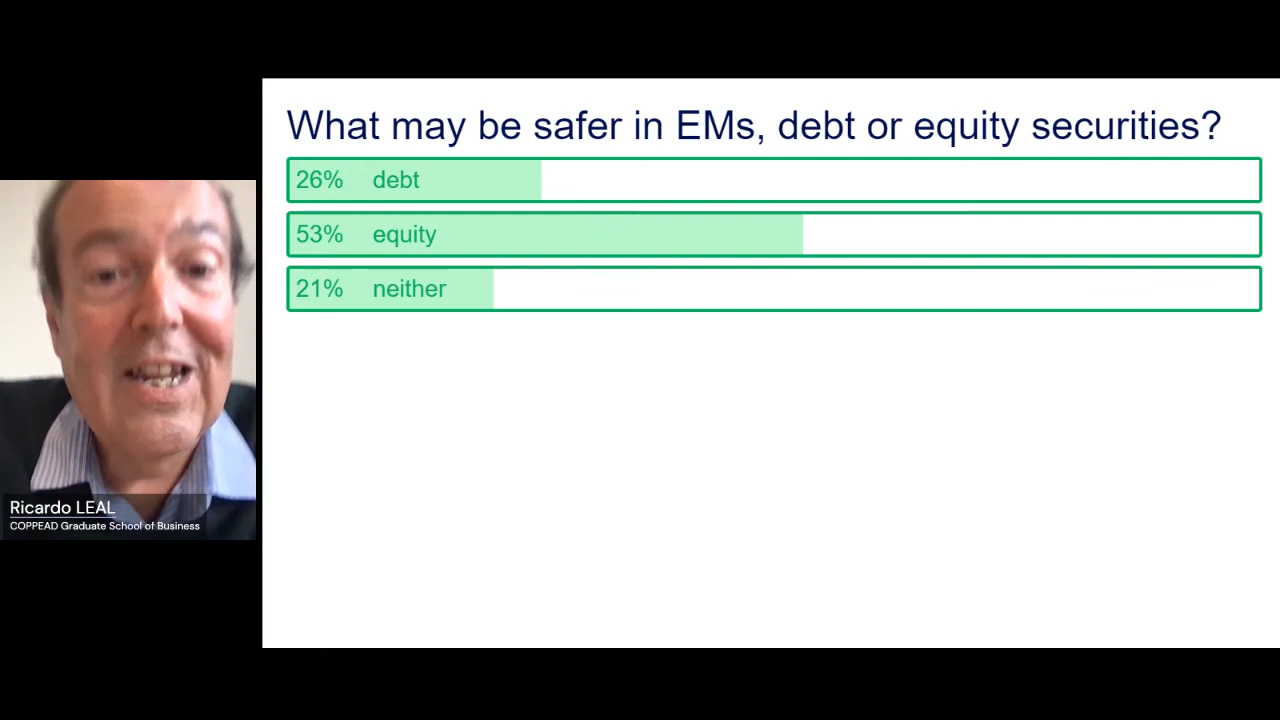 What may be safer in EMs, debt or equity securities?
26% debt
53% equity
21% neither
Ricardo LEAL
COPPEAD Graduate School of Business